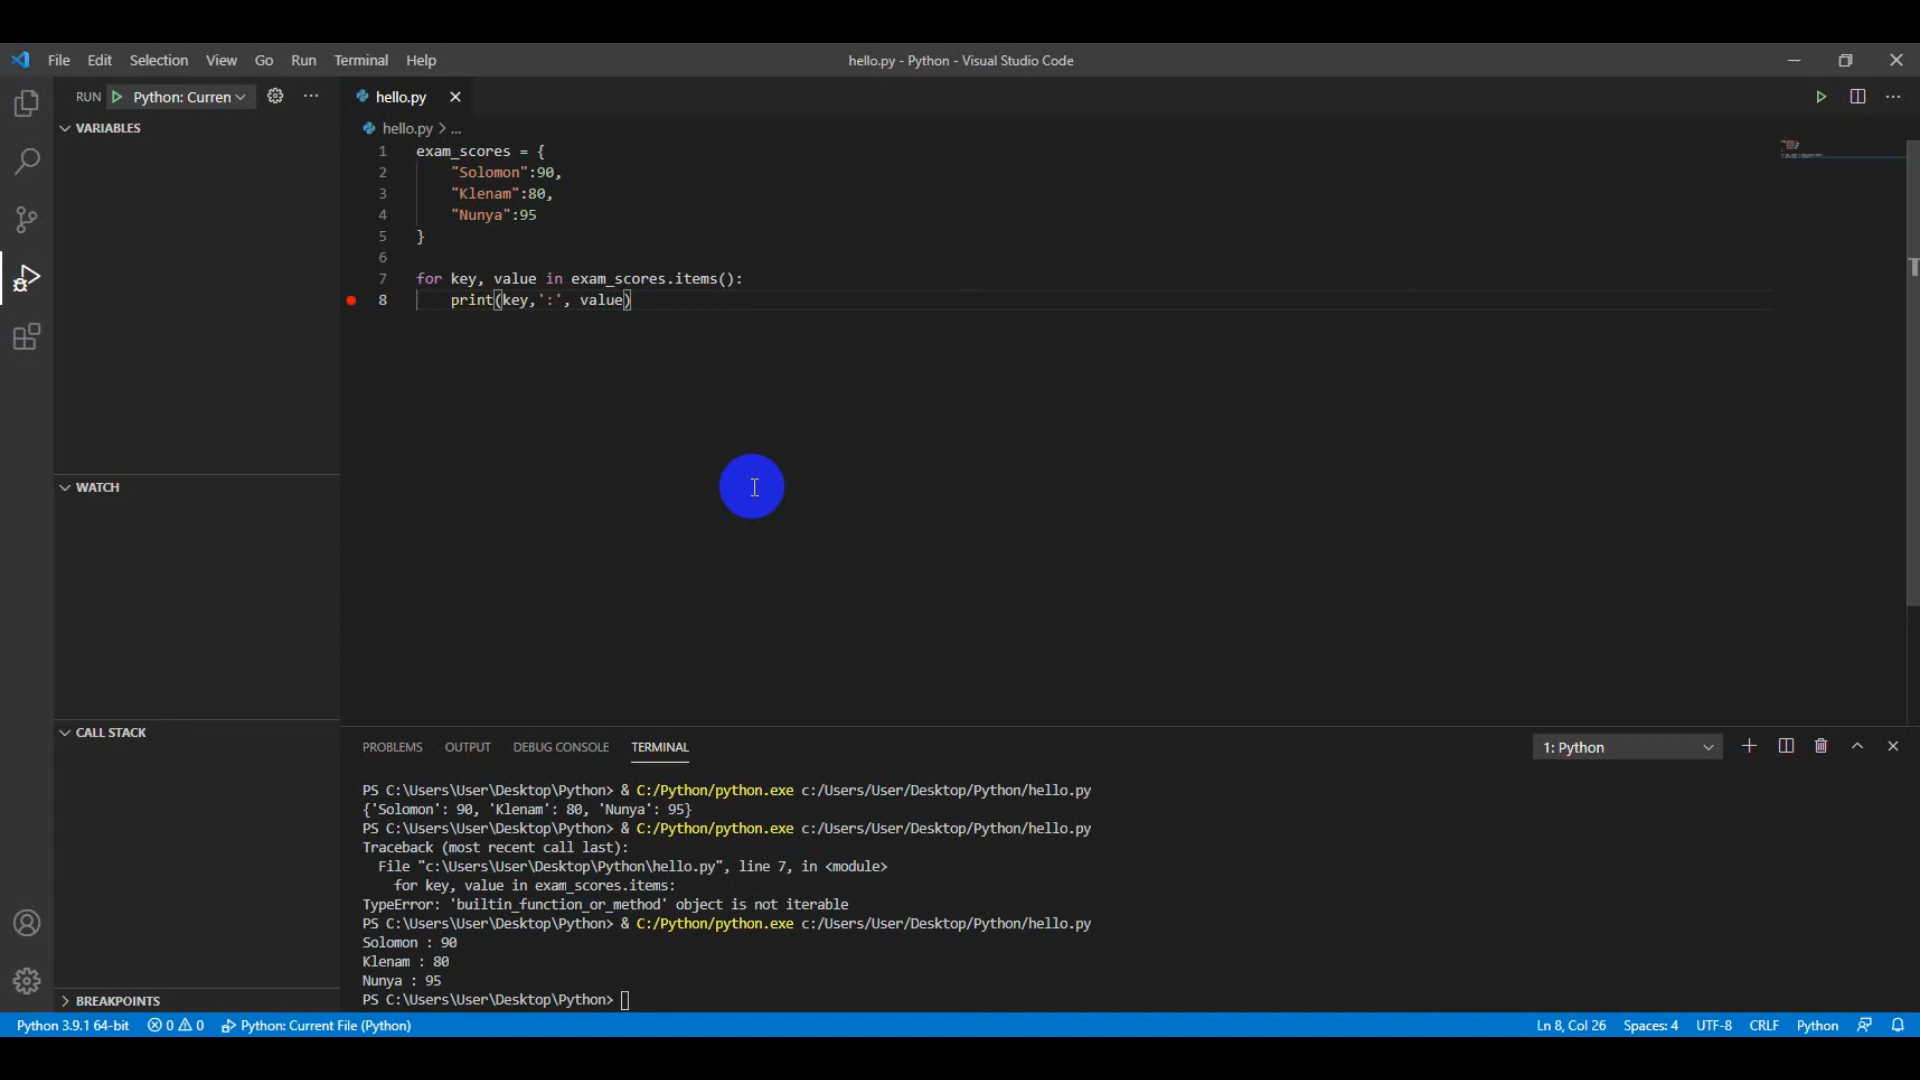 File Edit Selection View Go Run Terminal Help
hello.py - Python - Visual Studio Code
RUN Python: Curren
hello.py
VARIABLES
hello.py > ...
1 exam_scores = {
2 "Solomon":90,
3 "Klenam":80,
4 "Nunya":95
5 }
6
7 for key, value in exam_scores.items():
8 print(key,':', value)
WATCH
CALL STACK
BREAKPOINTS
PROBLEMS OUTPUT DEBUG CONSOLE TERMINAL
1: Python
PS C:\Users\User\Desktop\Python> & C:/Python/python.exe c:/Users/User/Desktop/Python/hello.py
{'Solomon': 90, 'Klenam': 80, 'Nunya': 95}
PS C:\Users\User\Desktop\Python> & C:/Python/python.exe c:/Users/User/Desktop/Python/hello.py
Traceback (most recent call last):
File "c:\Users\User\Desktop\Python\hello.py", line 7, in <module>
for key, value in exam_scores.items:
TypeError: 'builtin_function_or_method' object is not iterable
PS C:\Users\User\Desktop\Python> & C:/Python/python.exe c:/Users/User/Desktop/Python/hello.py
Solomon : 90
Klenam : 80
Nunya : 95
PS C:\Users\User\Desktop\Python>
Python 3.9.1 64-bit 0 0 Python: Current File (Python)
Ln 8, Col 26 Spaces: 4 UTF-8 CRLF Python